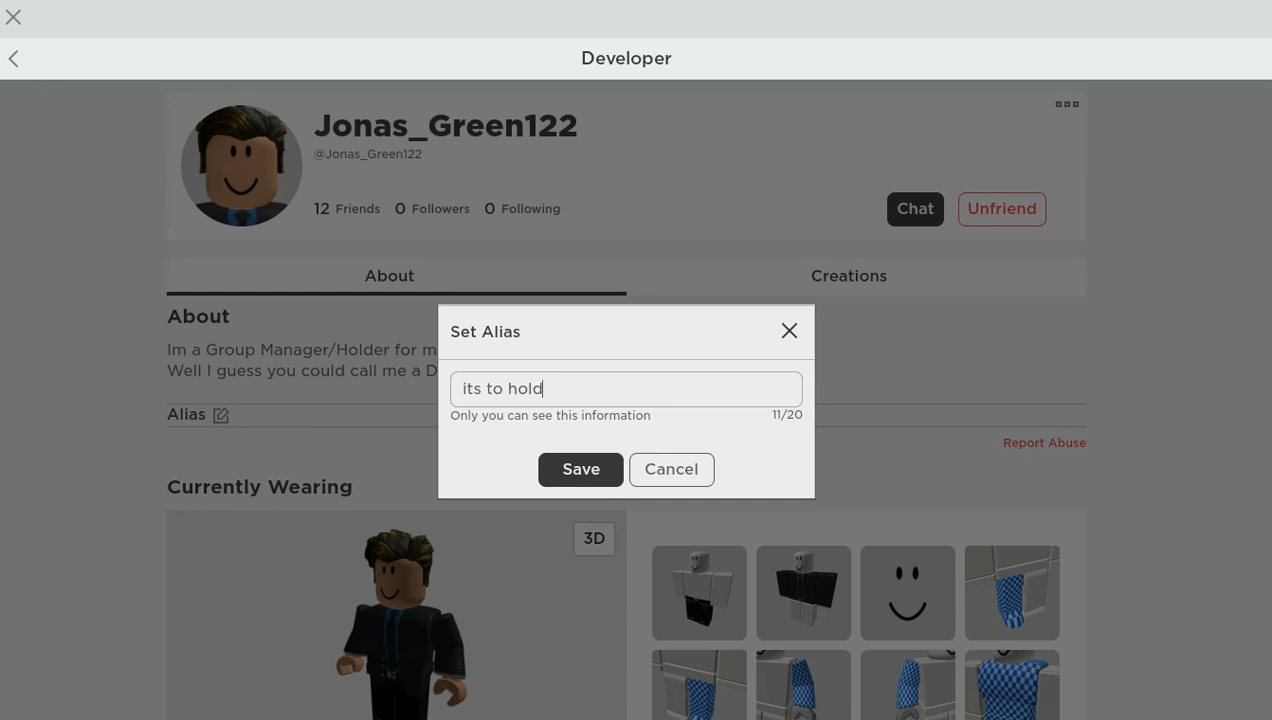 Developer
Jonas_Green122
@Jonas_Green122
12 Friends 0 Followers 0 Following
Chat Unfriend
About Creations
About
Im a Group Manager/Holder for m
Well I guess you could call me a D
Set Alias
its to hold
Only you can see this information 11/20
Save Cancel
Alias
Report Abuse
Currently Wearing
3D